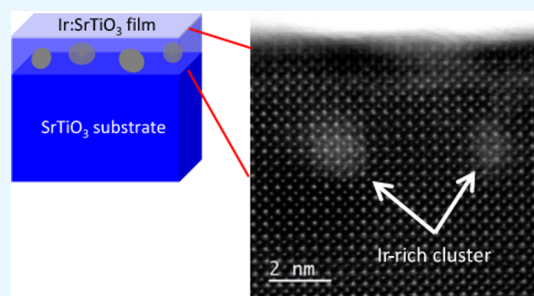 Ir:SrTiO₃ film
SrTiO₃ substrate
Ir-rich cluster
2 nm